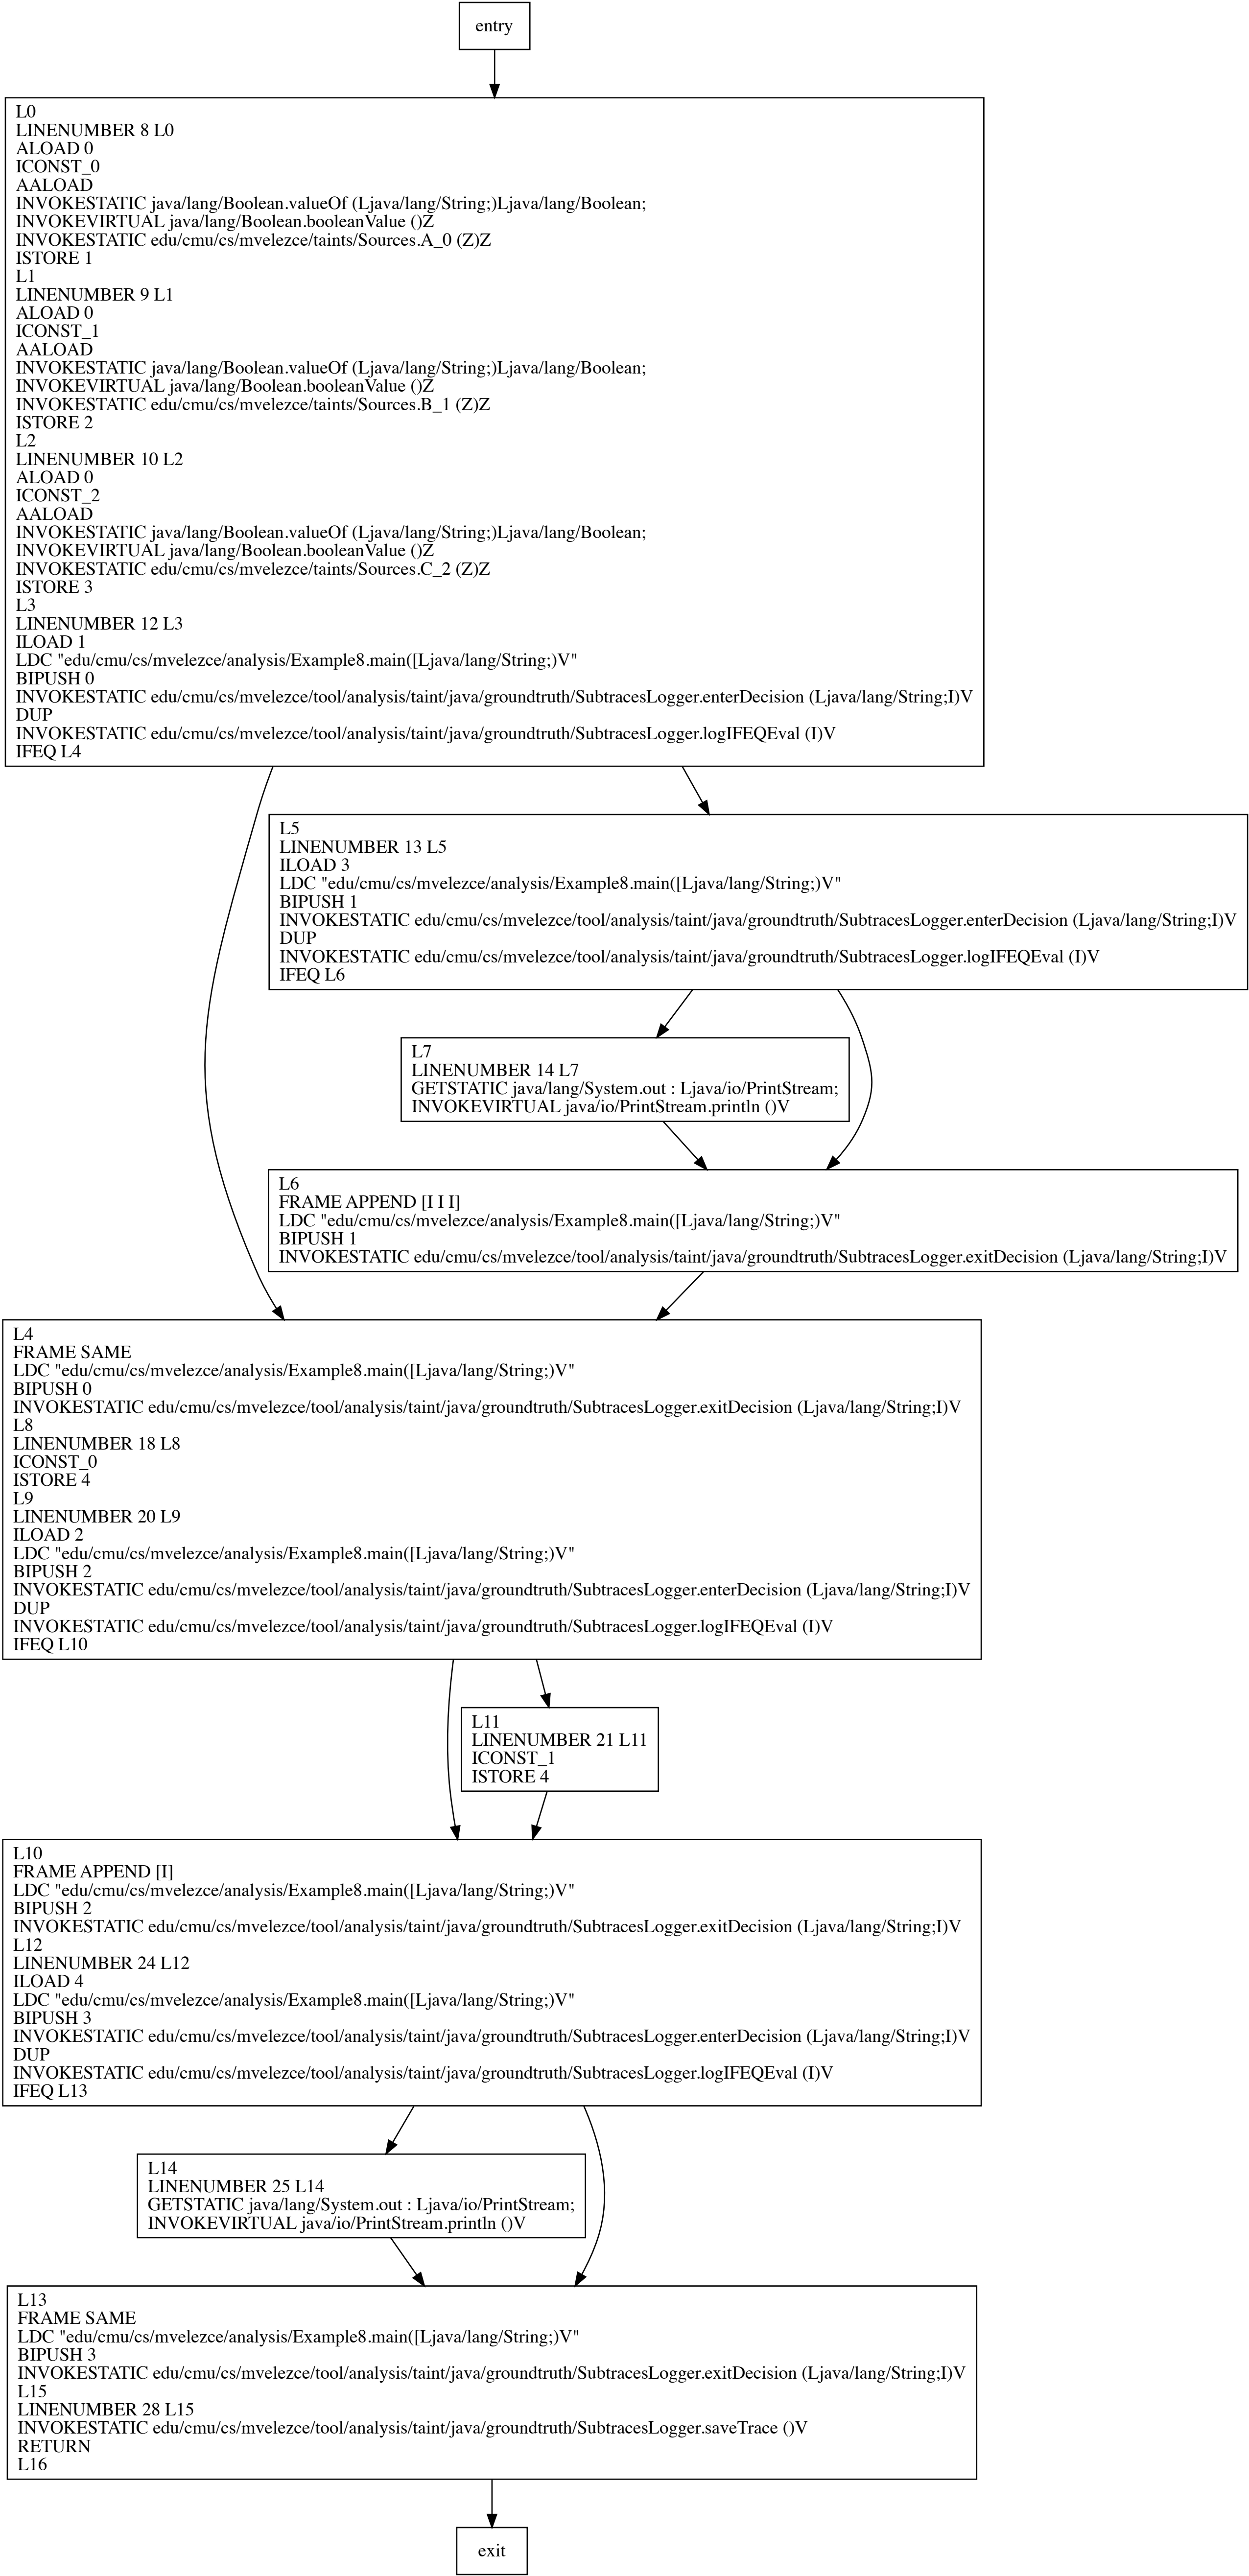 entry
L0
LINENUMBER 8 L0
ALOAD 0
ICONST_0
AALOAD
INVOKESTATIC java/lang/Boolean.valueOf (Ljava/lang/String;)Ljava/lang/Boolean;
INVOKEVIRTUAL java/lang/Boolean.booleanValue ()Z
INVOKESTATIC edu/cmu/cs/mvelezce/taints/Sources.A_0 (Z)Z
ISTORE 1
L1
LINENUMBER 9 L1
ALOAD 0
ICONST_1
AALOAD
INVOKESTATIC java/lang/Boolean.valueOf (Ljava/lang/String;)Ljava/lang/Boolean;
INVOKEVIRTUAL java/lang/Boolean.booleanValue ()Z
INVOKESTATIC edu/cmu/cs/mvelezce/taints/Sources.B_1 (Z)Z
ISTORE 2
L2
LINENUMBER 10 L2
ALOAD 0
ICONST_2
AALOAD
INVOKESTATIC java/lang/Boolean.valueOf (Ljava/lang/String;)Ljava/lang/Boolean;
INVOKEVIRTUAL java/lang/Boolean.booleanValue ()Z
INVOKESTATIC edu/cmu/cs/mvelezce/taints/Sources.C_2 (Z)Z
ISTORE 3
L3
LINENUMBER 12 L3
ILOAD 1
LDC "edu/cmu/cs/mvelezce/analysis/Example8.main([Ljava/lang/String;)V"
BIPUSH 0
INVOKESTATIC edu/cmu/cs/mvelezce/tool/analysis/taint/java/groundtruth/SubtracesLogger.enterDecision (Ljava/lang/String;I)V
DUP
INVOKESTATIC edu/cmu/cs/mvelezce/tool/analysis/taint/java/groundtruth/SubtracesLogger.logIFEQEval (I)V
IFEQ L4
L5
LINENUMBER 13 L5
ILOAD 3
LDC "edu/cmu/cs/mvelezce/analysis/Example8.main([Ljava/lang/String;)V"
BIPUSH 1
INVOKESTATIC edu/cmu/cs/mvelezce/tool/analysis/taint/java/groundtruth/SubtracesLogger.enterDecision (Ljava/lang/String;I)V
DUP
INVOKESTATIC edu/cmu/cs/mvelezce/tool/analysis/taint/java/groundtruth/SubtracesLogger.logIFEQEval (I)V
IFEQ L6
L7
LINENUMBER 14 L7
GETSTATIC java/lang/System.out : Ljava/io/PrintStream;
INVOKEVIRTUAL java/io/PrintStream.println ()V
L6
FRAME APPEND [I I I]
LDC "edu/cmu/cs/mvelezce/analysis/Example8.main([Ljava/lang/String;)V"
BIPUSH 1
INVOKESTATIC edu/cmu/cs/mvelezce/tool/analysis/taint/java/groundtruth/SubtracesLogger.exitDecision (Ljava/lang/String;I)V
L4
FRAME SAME
LDC "edu/cmu/cs/mvelezce/analysis/Example8.main([Ljava/lang/String;)V"
BIPUSH 0
INVOKESTATIC edu/cmu/cs/mvelezce/tool/analysis/taint/java/groundtruth/SubtracesLogger.exitDecision (Ljava/lang/String;I)V
L8
LINENUMBER 18 L8
ICONST_0
ISTORE 4
L9
LINENUMBER 20 L9
ILOAD 2
LDC "edu/cmu/cs/mvelezce/analysis/Example8.main([Ljava/lang/String;)V"
BIPUSH 2
INVOKESTATIC edu/cmu/cs/mvelezce/tool/analysis/taint/java/groundtruth/SubtracesLogger.enterDecision (Ljava/lang/String;I)V
DUP
INVOKESTATIC edu/cmu/cs/mvelezce/tool/analysis/taint/java/groundtruth/SubtracesLogger.logIFEQEval (I)V
IFEQ L10
L11
LINENUMBER 21 L11
ICONST_1
ISTORE 4
L10
FRAME APPEND [I]
LDC "edu/cmu/cs/mvelezce/analysis/Example8.main([Ljava/lang/String;)V"
BIPUSH 2
INVOKESTATIC edu/cmu/cs/mvelezce/tool/analysis/taint/java/groundtruth/SubtracesLogger.exitDecision (Ljava/lang/String;I)V
L12
LINENUMBER 24 L12
ILOAD 4
LDC "edu/cmu/cs/mvelezce/analysis/Example8.main([Ljava/lang/String;)V"
BIPUSH 3
INVOKESTATIC edu/cmu/cs/mvelezce/tool/analysis/taint/java/groundtruth/SubtracesLogger.enterDecision (Ljava/lang/String;I)V
DUP
INVOKESTATIC edu/cmu/cs/mvelezce/tool/analysis/taint/java/groundtruth/SubtracesLogger.logIFEQEval (I)V
IFEQ L13
L14
LINENUMBER 25 L14
GETSTATIC java/lang/System.out : Ljava/io/PrintStream;
INVOKEVIRTUAL java/io/PrintStream.println ()V
L13
FRAME SAME
LDC "edu/cmu/cs/mvelezce/analysis/Example8.main([Ljava/lang/String;)V"
BIPUSH 3
INVOKESTATIC edu/cmu/cs/mvelezce/tool/analysis/taint/java/groundtruth/SubtracesLogger.exitDecision (Ljava/lang/String;I)V
L15
LINENUMBER 28 L15
INVOKESTATIC edu/cmu/cs/mvelezce/tool/analysis/taint/java/groundtruth/SubtracesLogger.saveTrace ()V
RETURN
L16
exit